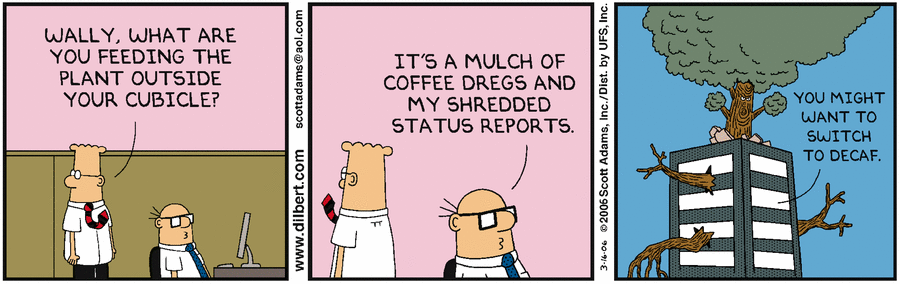 WALLY, WHAT ARE
YOU FEEDING THE
PLANT OUTSIDE
YOUR CUBICLE?
www.dilbert.com
scottadams@aol.com
IT'S A MULCH OF
COFFEE DREGS AND
MY SHREDDED
STATUS REPORTS.
3-16-06 ©2006 Scott Adams, Inc./Dist. by UFS, Inc.
YOU MIGHT
WANT TO
SWITCH
TO DECAF.